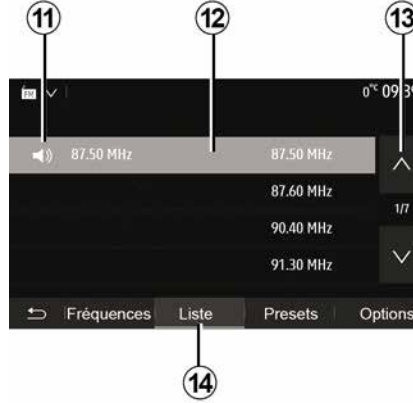 11 12 13
FM 0°C 09:39
87.50 MHz 87.50 MHz
87.60 MHz
1/7
90.40 MHz
91.30 MHz
Fréquences Liste Presets Options
14